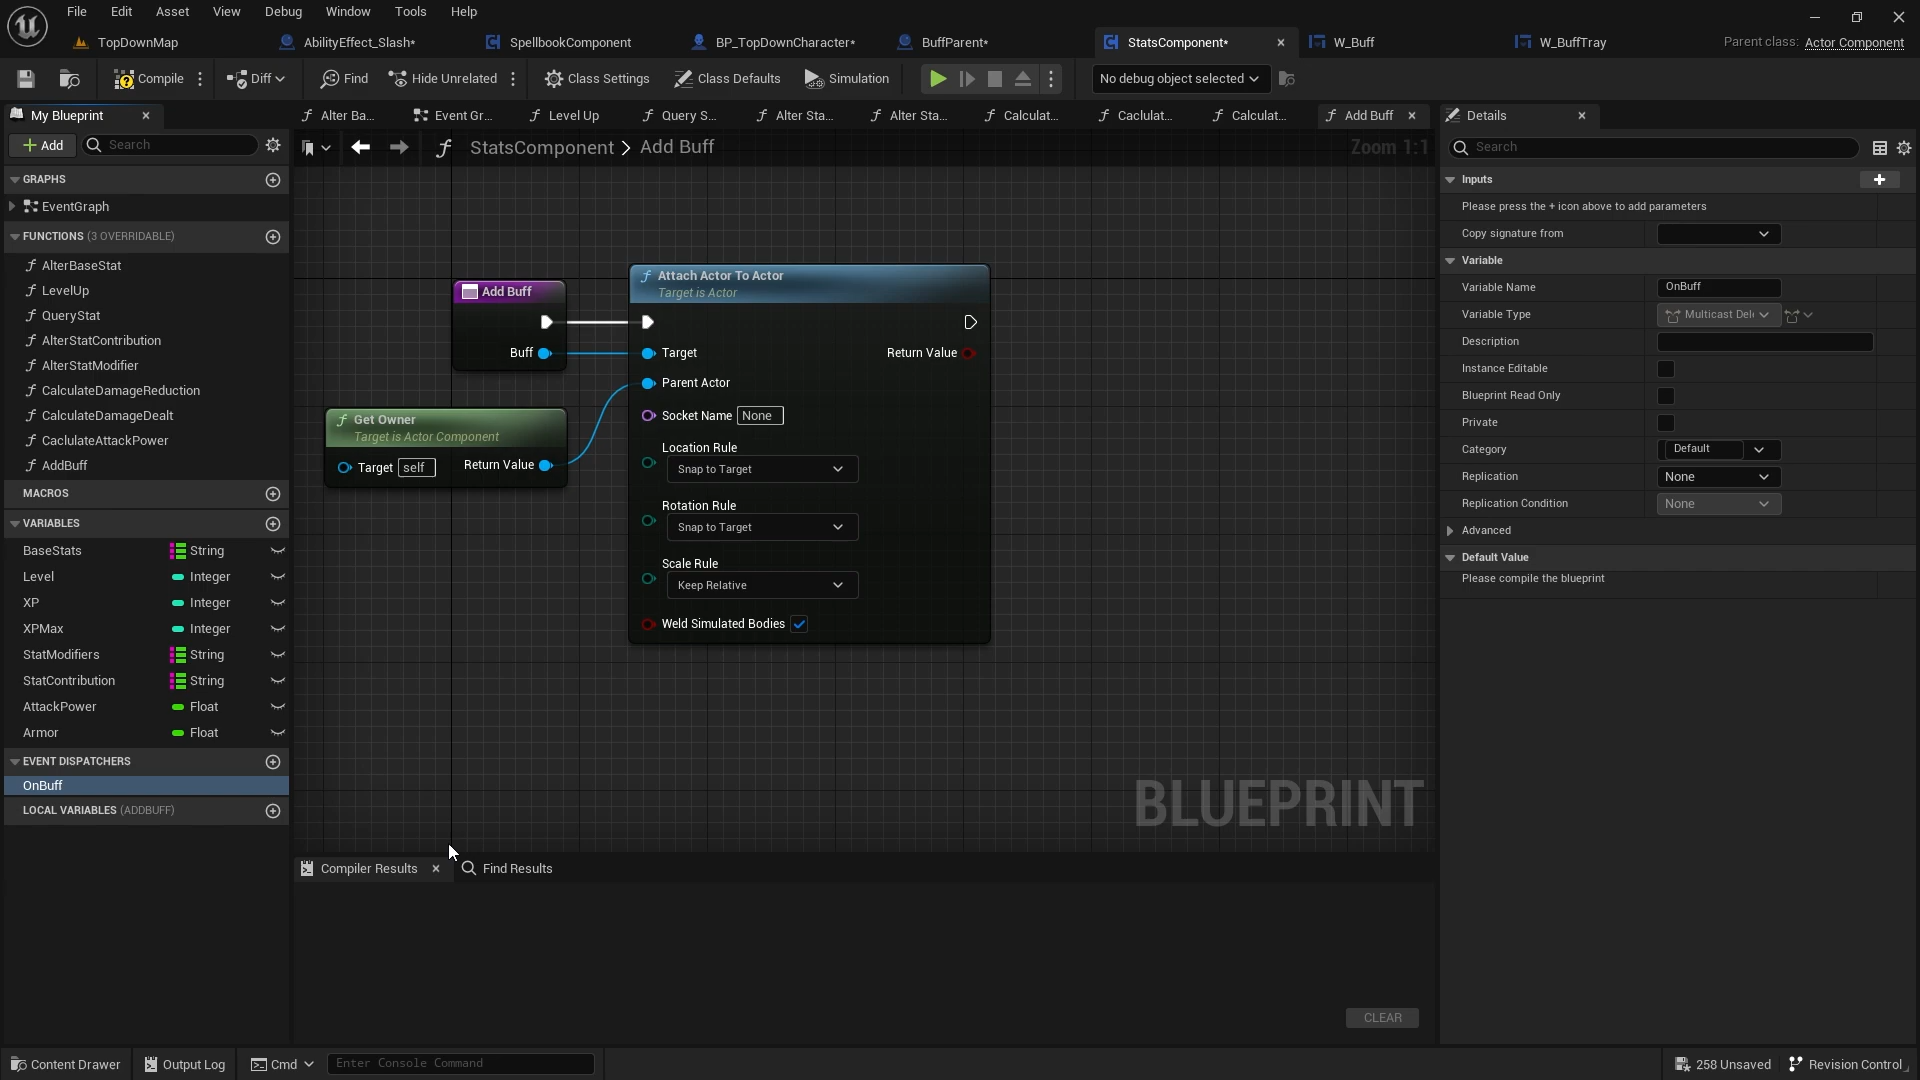 File Edit Asset View Debug Window Tools Help
TopDownMap AbilityEffect_Slash* SpellbookComponent BP_TopDownCharacter* BuffParent* StatsComponent* W_Buff W_BuffTray Parent class: Actor Component
Compile Diff Find Hide Unrelated Class Settings Class Defaults Simulation No debug object selected
My Blueprint
Alter Ba... Event Gr... Level Up Query S... Alter Sta... Alter Sta... Calculat... Caclulat... Calculat... Add Buff
Details
Add Search
StatsComponent > Add Buff Zoom 1:1
Search
GRAPHS
EventGraph
FUNCTIONS (3 OVERRIDABLE)
AlterBaseStat
LevelUp
QueryStat
AlterStatContribution
AlterStatModifier
CalculateDamageReduction
CalculateDamageDealt
CaclulateAttackPower
AddBuff
MACROS
VARIABLES
BaseStats String
Level Integer
XP Integer
XPMax Integer
StatModifiers String
StatContribution String
AttackPower Float
Armor Float
EVENT DISPATCHERS
OnBuff
LOCAL VARIABLES (ADDBUFF)
Add Buff
Buff
Get Owner
Target is Actor Component
Target self Return Value
Attach Actor To Actor
Target is Actor
Target Return Value
Parent Actor
Socket Name None
Location Rule
Snap to Target
Rotation Rule
Snap to Target
Scale Rule
Keep Relative
Weld Simulated Bodies
BLUEPRINT
Compiler Results Find Results
CLEAR
Inputs
Please press the + icon above to add parameters
Copy signature from
Variable
Variable Name OnBuff
Variable Type Multicast Del
Description
Instance Editable
Blueprint Read Only
Private
Category Default
Replication None
Replication Condition None
Advanced
Default Value
Please compile the blueprint
Content Drawer Output Log Cmd Enter Console Command 258 Unsaved Revision Control